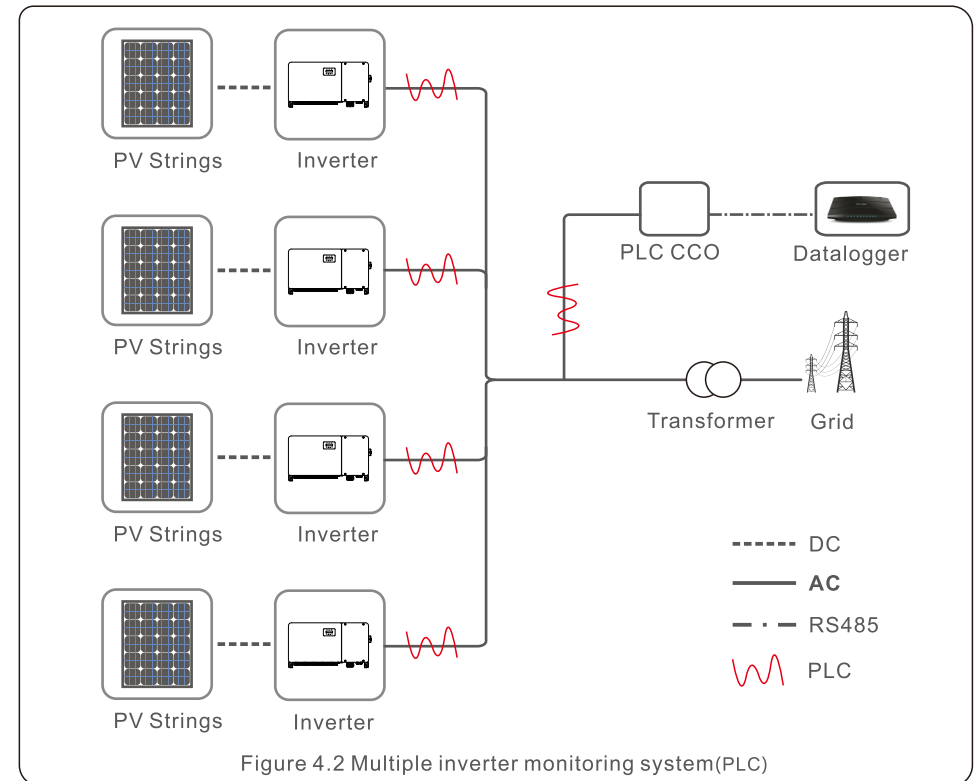 PV Strings
Inverter
PV Strings
Inverter
PLC CCO
Datalogger
PV Strings
Inverter
Transformer
Grid
PV Strings
Inverter
DC
AC
RS485
PLC
Figure 4.2 Multiple inverter monitoring system(PLC)